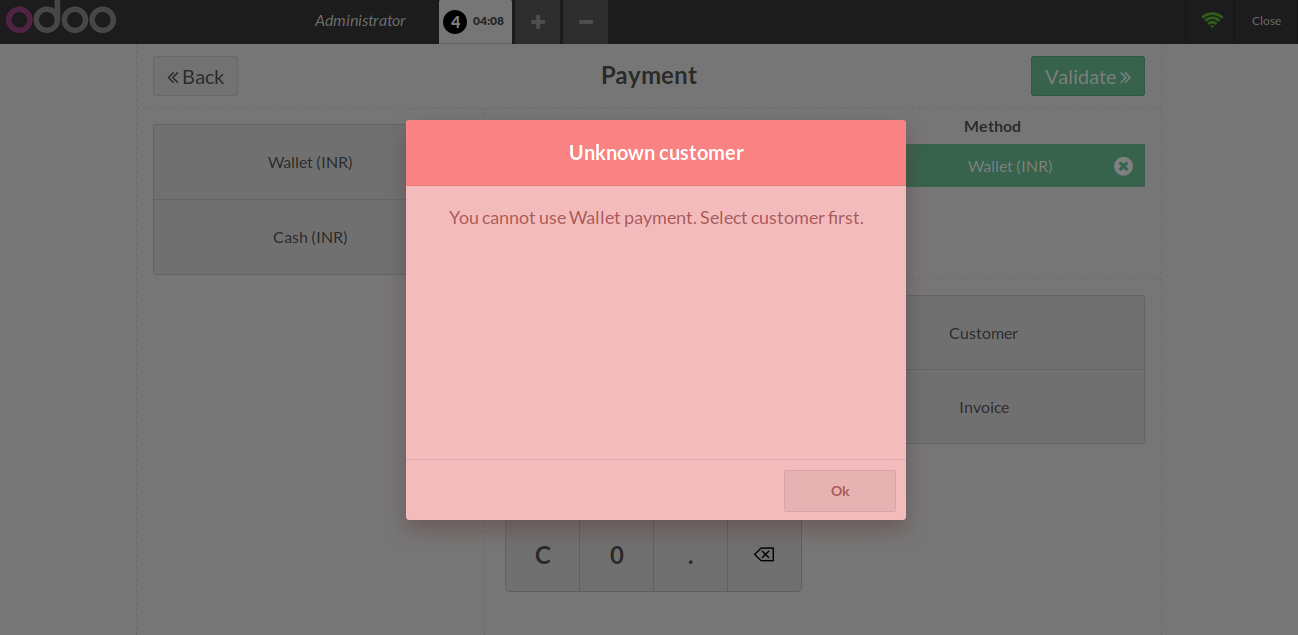 odoo
Administrator
4 04:08
+
−
Close
« Back
Payment
Validate »
Wallet (INR)
Cash (INR)
Method
Wallet (INR)
Unknown customer
You cannot use Wallet payment. Select customer first.
Ok
Customer
Invoice
C 0 .